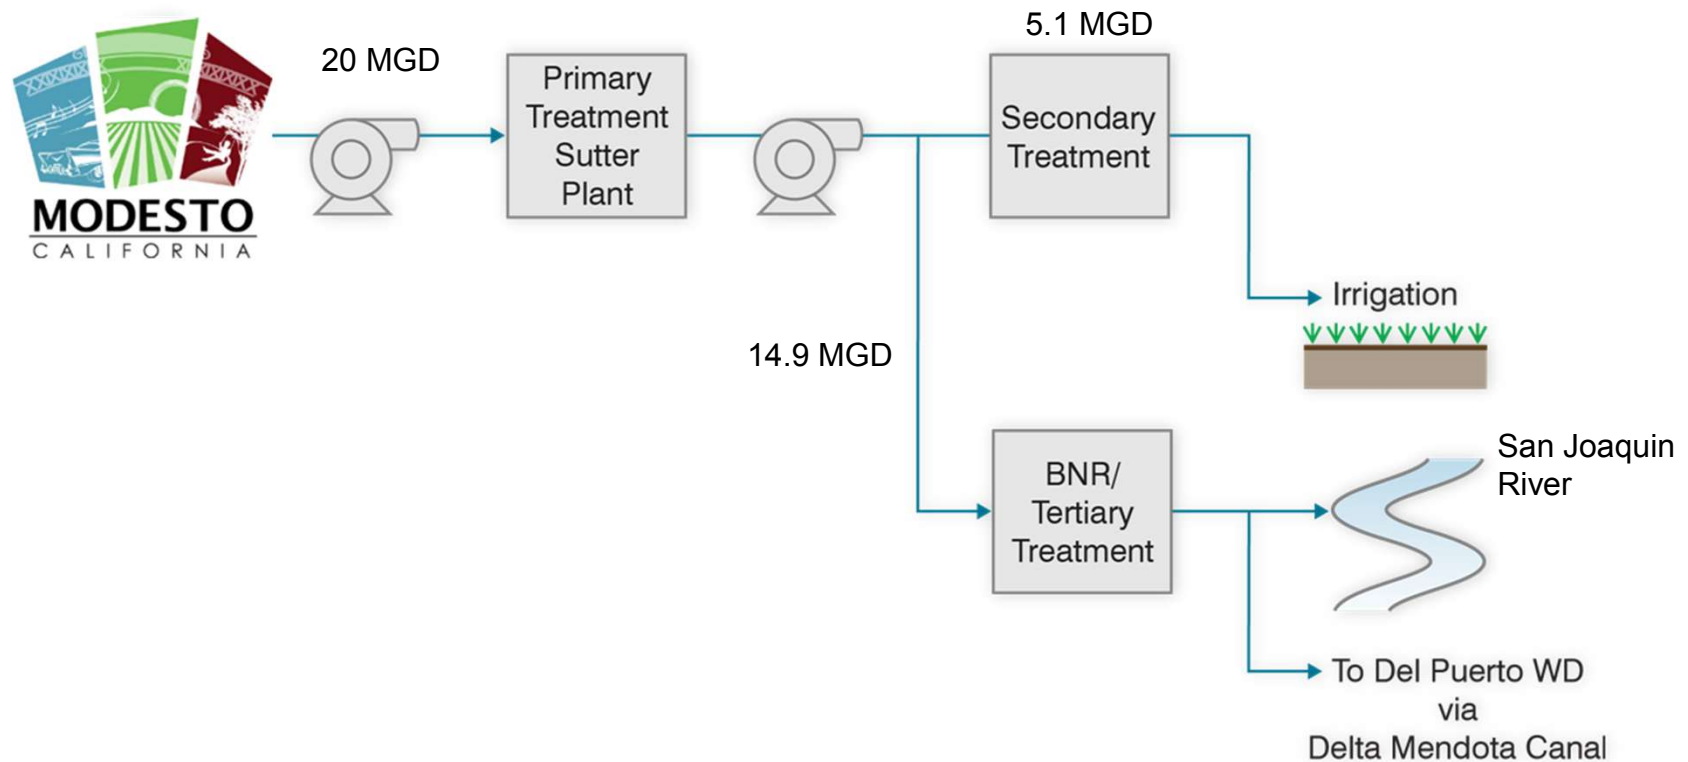 MODESTO
CALIFORNIA
20 MGD
Primary
Treatment
Sutter
Plant
5.1 MGD
Secondary
Treatment
Irrigation
14.9 MGD
BNR/
Tertiary
Treatment
San Joaquin
River
To Del Puerto WD
via
Delta Mendota Canal